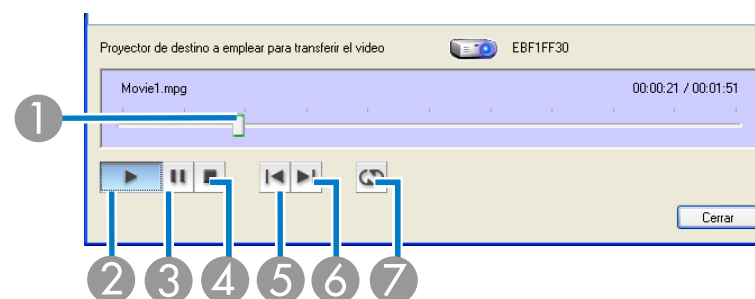 Proyector de destino a emplear para transferir el video EBF1FF30
Movie1.mpg 00:00:21 / 00:01:51
1
Cerrar
2 3 4 5 6 7